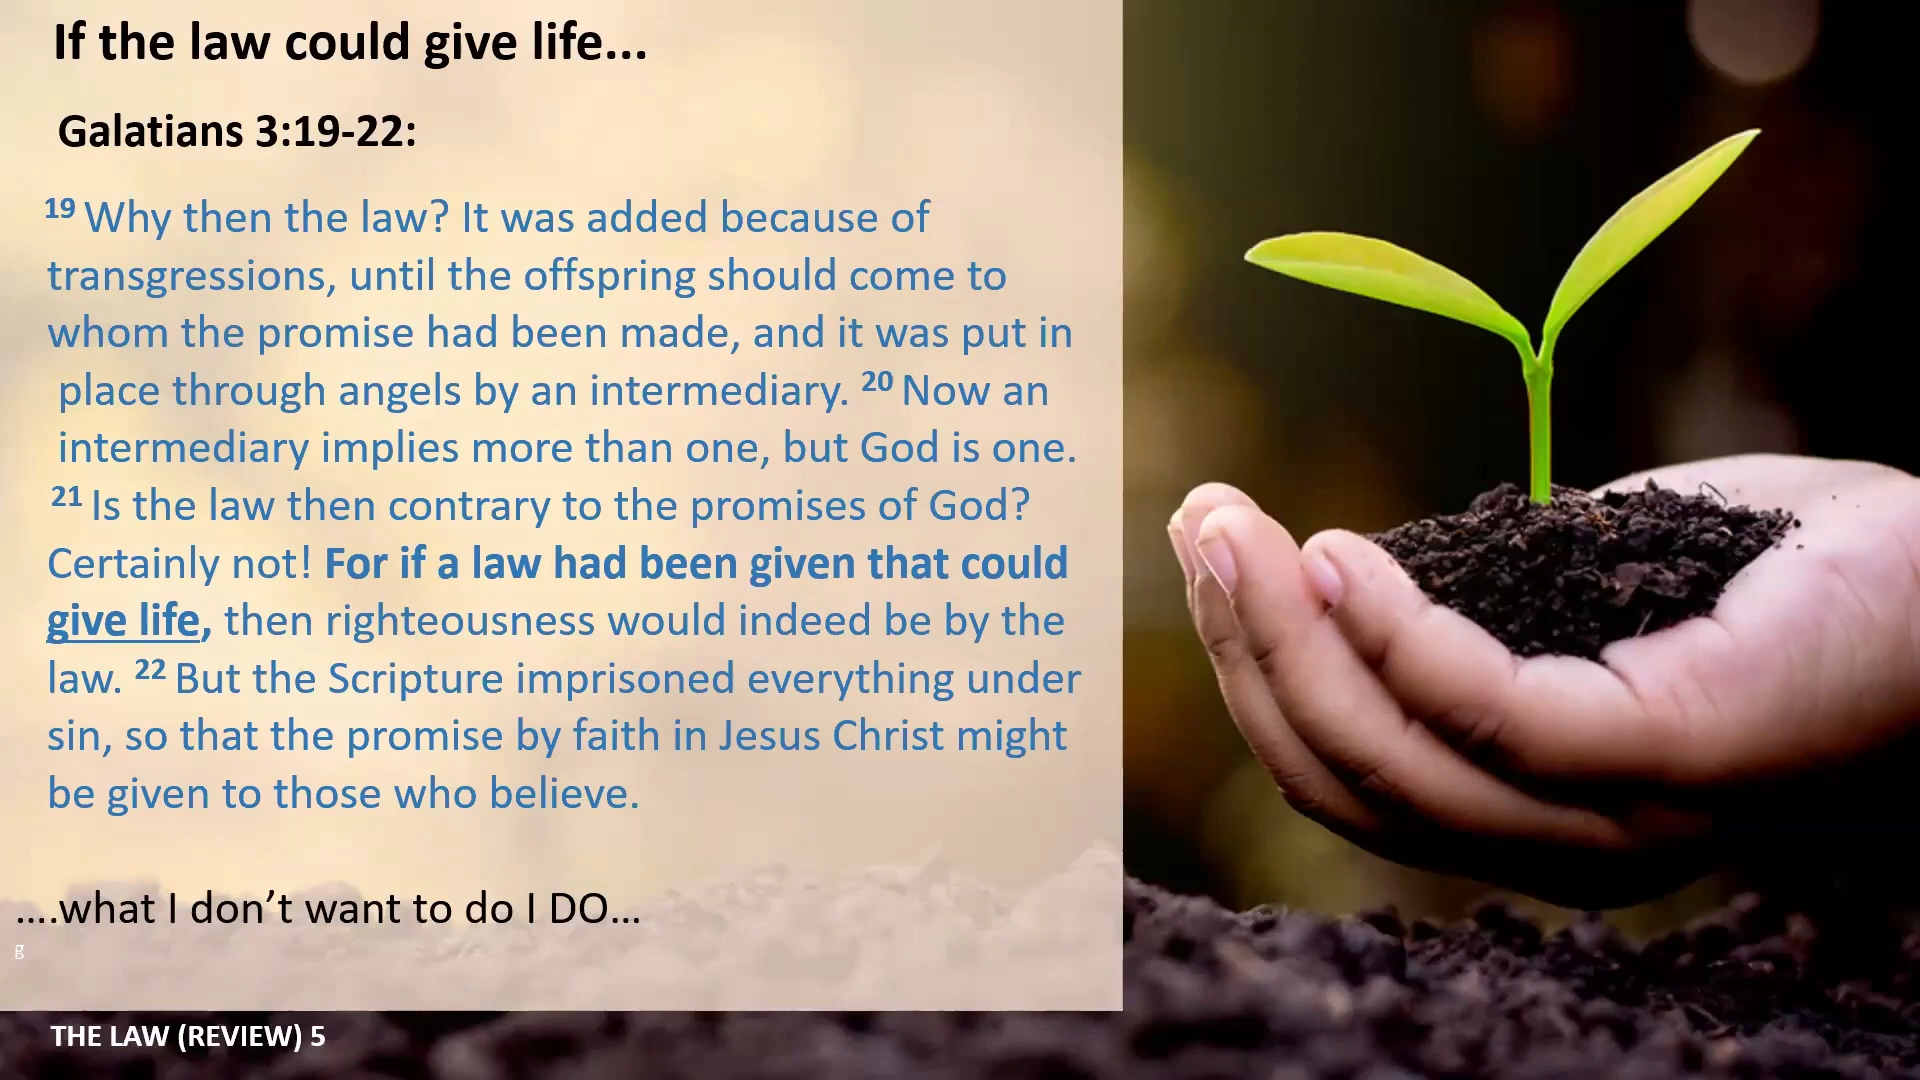 If the law could give life...
Galatians 3:19-22:
19 Why then the law? It was added because of
transgressions, until the offspring should come to
whom the promise had been made, and it was put in
place through angels by an intermediary. 20 Now an
intermediary implies more than one, but God is one.
21 Is the law then contrary to the promises of God?
Certainly not! For if a law had been given that could
give life, then righteousness would indeed be by the
law. 22 But the Scripture imprisoned everything under
sin, so that the promise by faith in Jesus Christ might
be given to those who believe.
....what I don’t want to do I DO...
g
THE LAW (REVIEW) 5